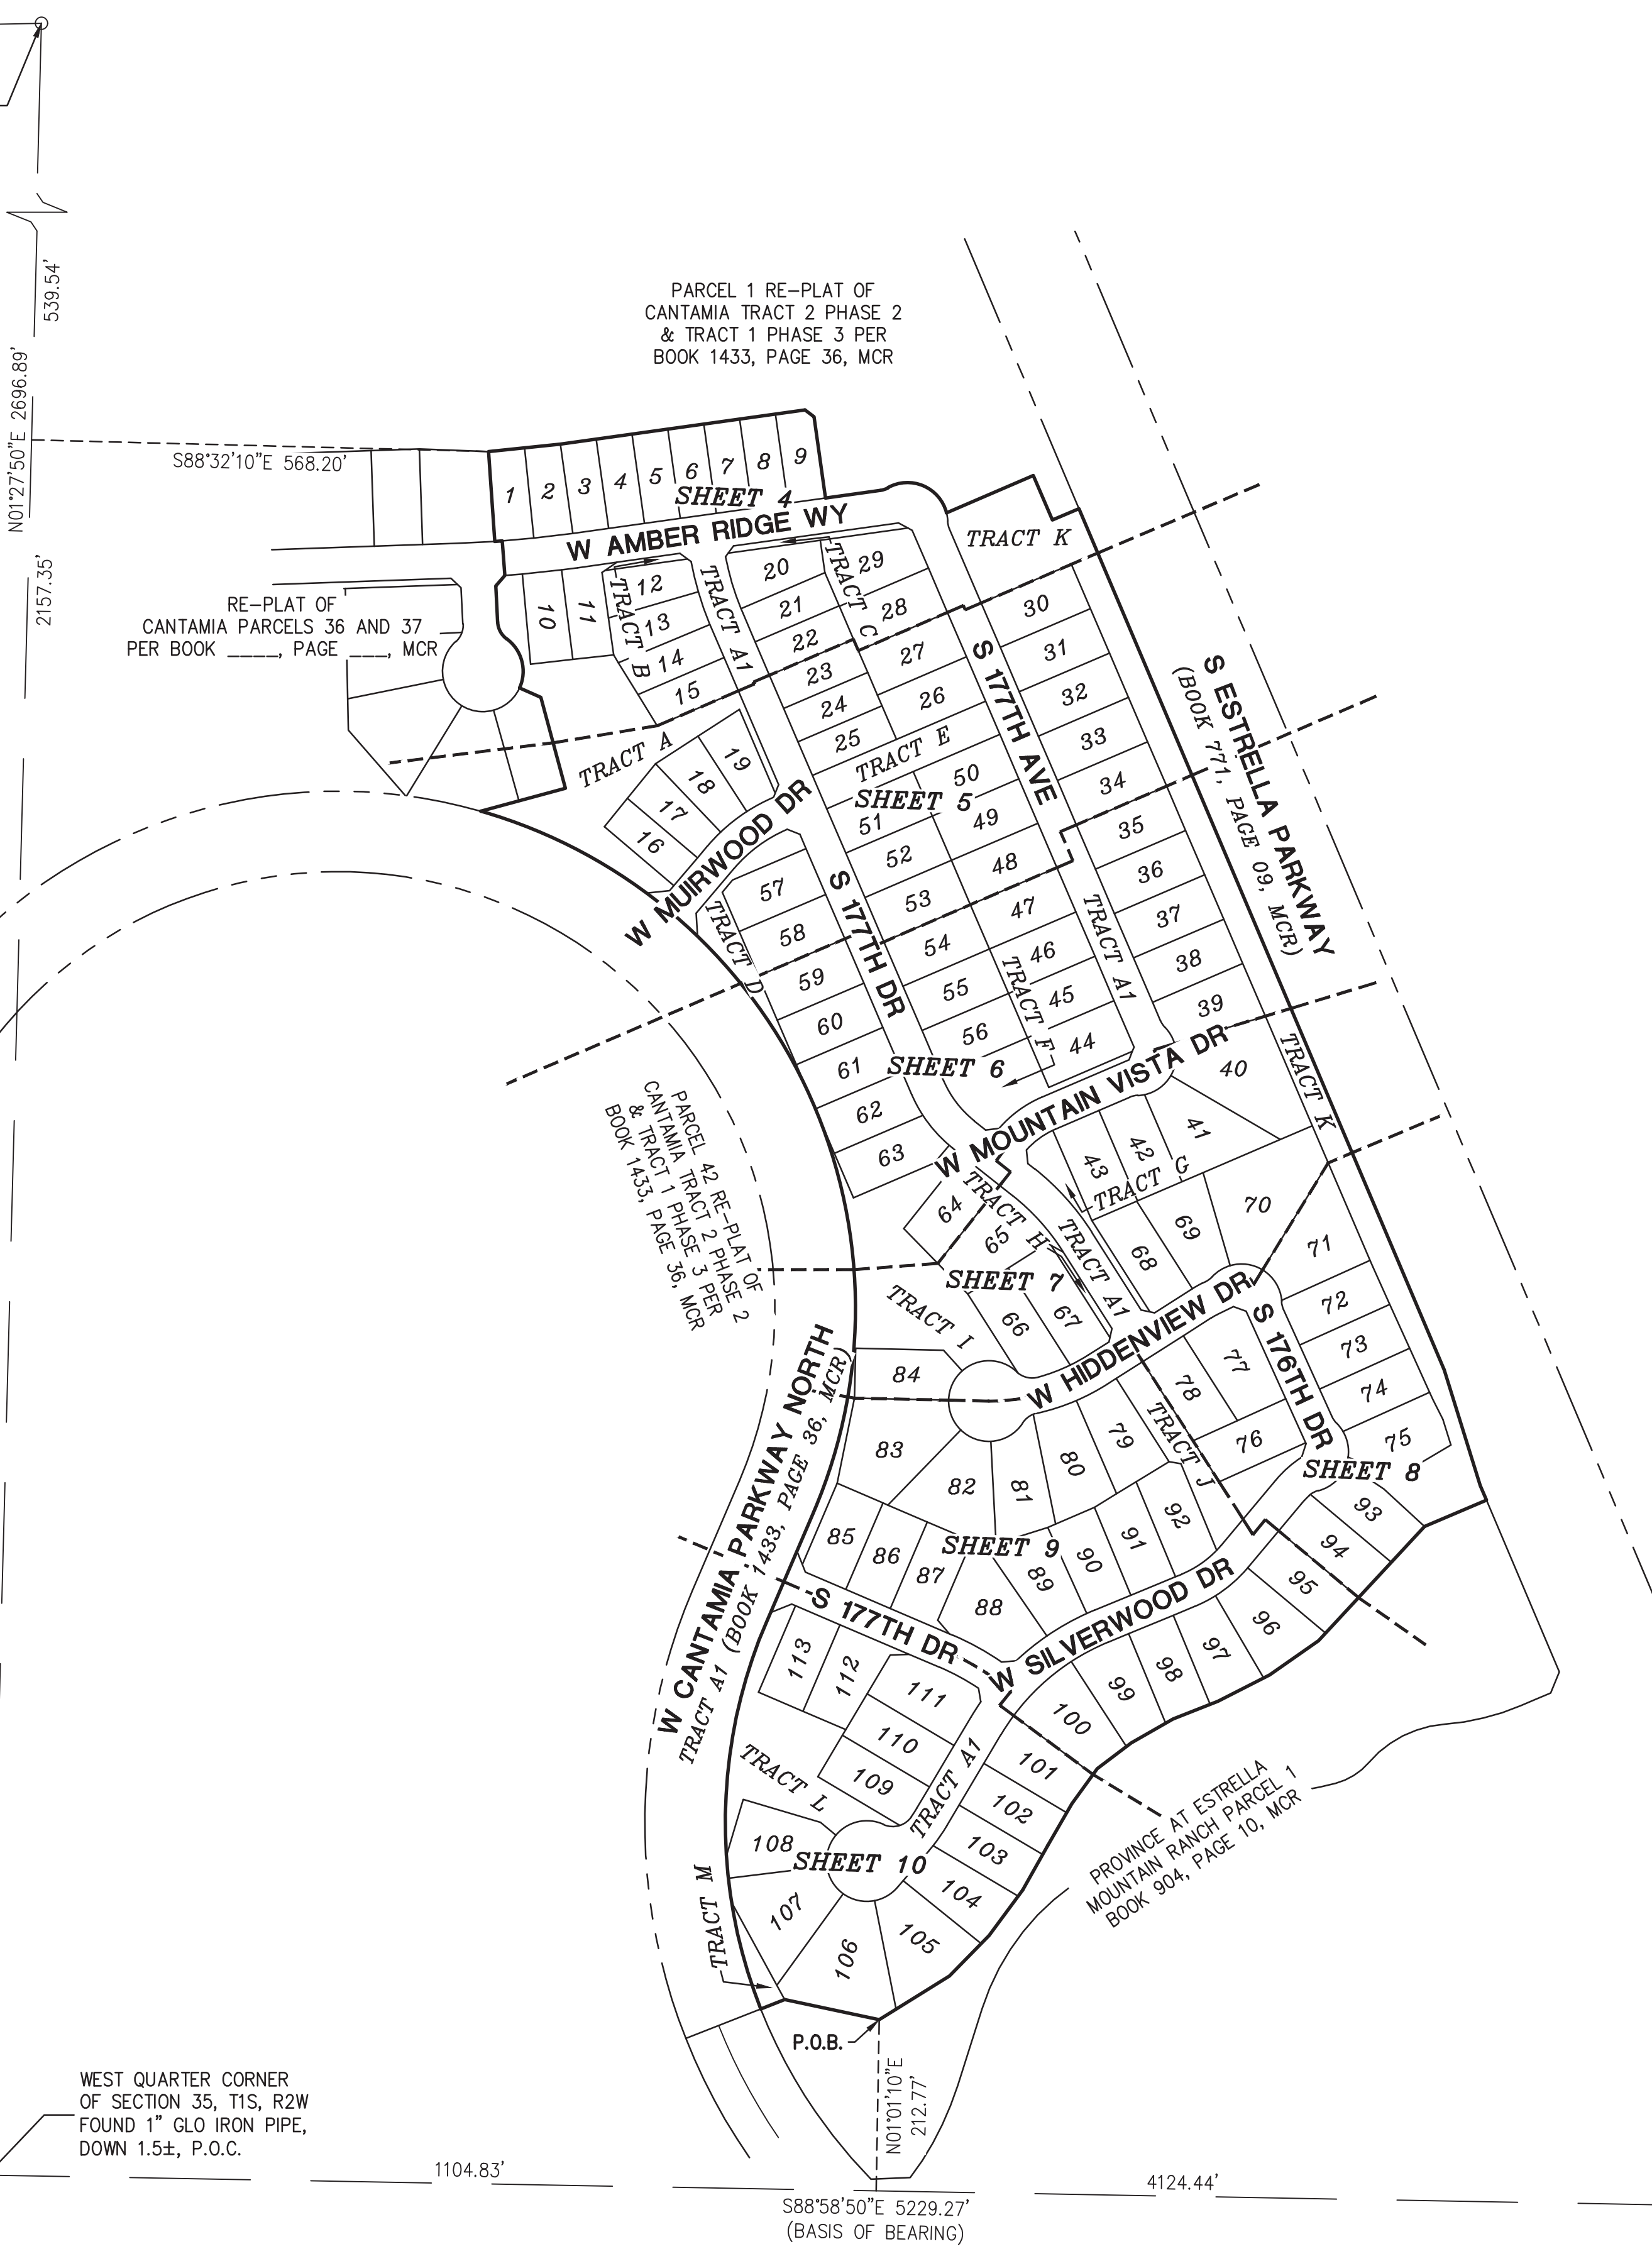 539.54'
N01°27'50"E 2696.89'
2157.35'
PARCEL 1 RE-PLAT OF
CANTAMIA TRACT 2 PHASE 2
& TRACT 1 PHASE 3 PER
BOOK 1433, PAGE 36, MCR
S88°32'10"E 568.20'
1
2
3
4
5
6
7
8
9
SHEET 4
W AMBER RIDGE WY
TRACT K
RE-PLAT OF
CANTAMIA PARCELS 36 AND 37
PER BOOK ____, PAGE ___, MCR
10
11
TRACT B
12
13
14
15
TRACT A1
20
21
22
23
24
25
TRACT C
29
28
27
26
TRACT E
S 177TH AVE
30
31
32
33
34
S ESTRELLA PARKWAY
(BOOK 771, PAGE 09, MCR)
TRACT A
19
18
17
16
W MUIRWOOD DR
SHEET 5
50
51
49
52
48
53
57
58
TRACT D
S 177TH DR
35
36
37
38
39
TRACT A1
47
54
46
55
45
56
44
TRACT F
59
60
61
62
63
SHEET 6
W MOUNTAIN VISTA DR
40
TRACT K
41
42
43
TRACT G
PARCEL 42 RE-PLAT OF
CANTAMIA TRACT 2 PHASE 2
& TRACT 1 PHASE 3 PER
BOOK 1433, PAGE 36, MCR
64
TRACT H
65
TRACT A1
SHEET 7
66
67
68
69
70
71
TRACT I
W HIDDENVIEW DR
S 176TH DR
72
73
74
75
SHEET 8
76
77
78
TRACT J
84
83
82
81
80
79
W CANTAMIA PARKWAY NORTH
TRACT A1 (BOOK 1433, PAGE 36, MCR)
85
86
87
SHEET 9
88
89
90
91
92
93
94
95
96
97
98
99
100
S 177TH DR
W SILVERWOOD DR
113
112
111
110
109
TRACT L
TRACT A1
101
102
103
104
105
106
107
108
SHEET 10
TRACT M
PROVINCE AT ESTRELLA
MOUNTAIN RANCH PARCEL 1
BOOK 904, PAGE 10, MCR
P.O.B.
N01°01'10"E
212.77'
WEST QUARTER CORNER
OF SECTION 35, T1S, R2W
FOUND 1" GLO IRON PIPE,
DOWN 1.5±, P.O.C.
1104.83'
4124.44'
S88°58'50"E 5229.27'
(BASIS OF BEARING)